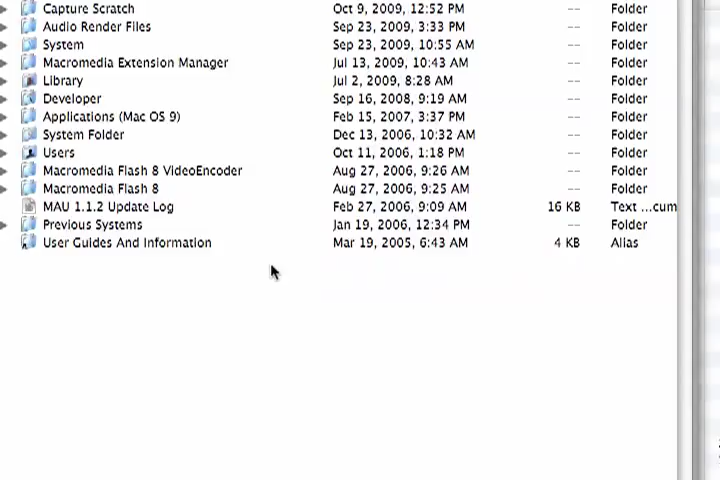 Capture Scratch Oct 9, 2009, 12:52 PM -- Folder
Audio Render Files Sep 23, 2009, 3:33 PM -- Folder
System Sep 23, 2009, 10:55 AM -- Folder
Macromedia Extension Manager Jul 13, 2009, 10:43 AM -- Folder
Library Jul 2, 2009, 8:28 AM -- Folder
Developer Sep 16, 2008, 9:19 AM -- Folder
Applications (Mac OS 9) Feb 15, 2007, 3:37 PM -- Folder
System Folder Dec 13, 2006, 10:32 AM -- Folder
Users Oct 11, 2006, 1:18 PM -- Folder
Macromedia Flash 8 VideoEncoder Aug 27, 2006, 9:26 AM -- Folder
Macromedia Flash 8 Aug 27, 2006, 9:25 AM -- Folder
MAU 1.1.2 Update Log Feb 27, 2006, 9:09 AM 16 KB Text ...cum
Previous Systems Jan 19, 2006, 12:34 PM -- Folder
User Guides And Information Mar 19, 2005, 6:43 AM 4 KB Alias